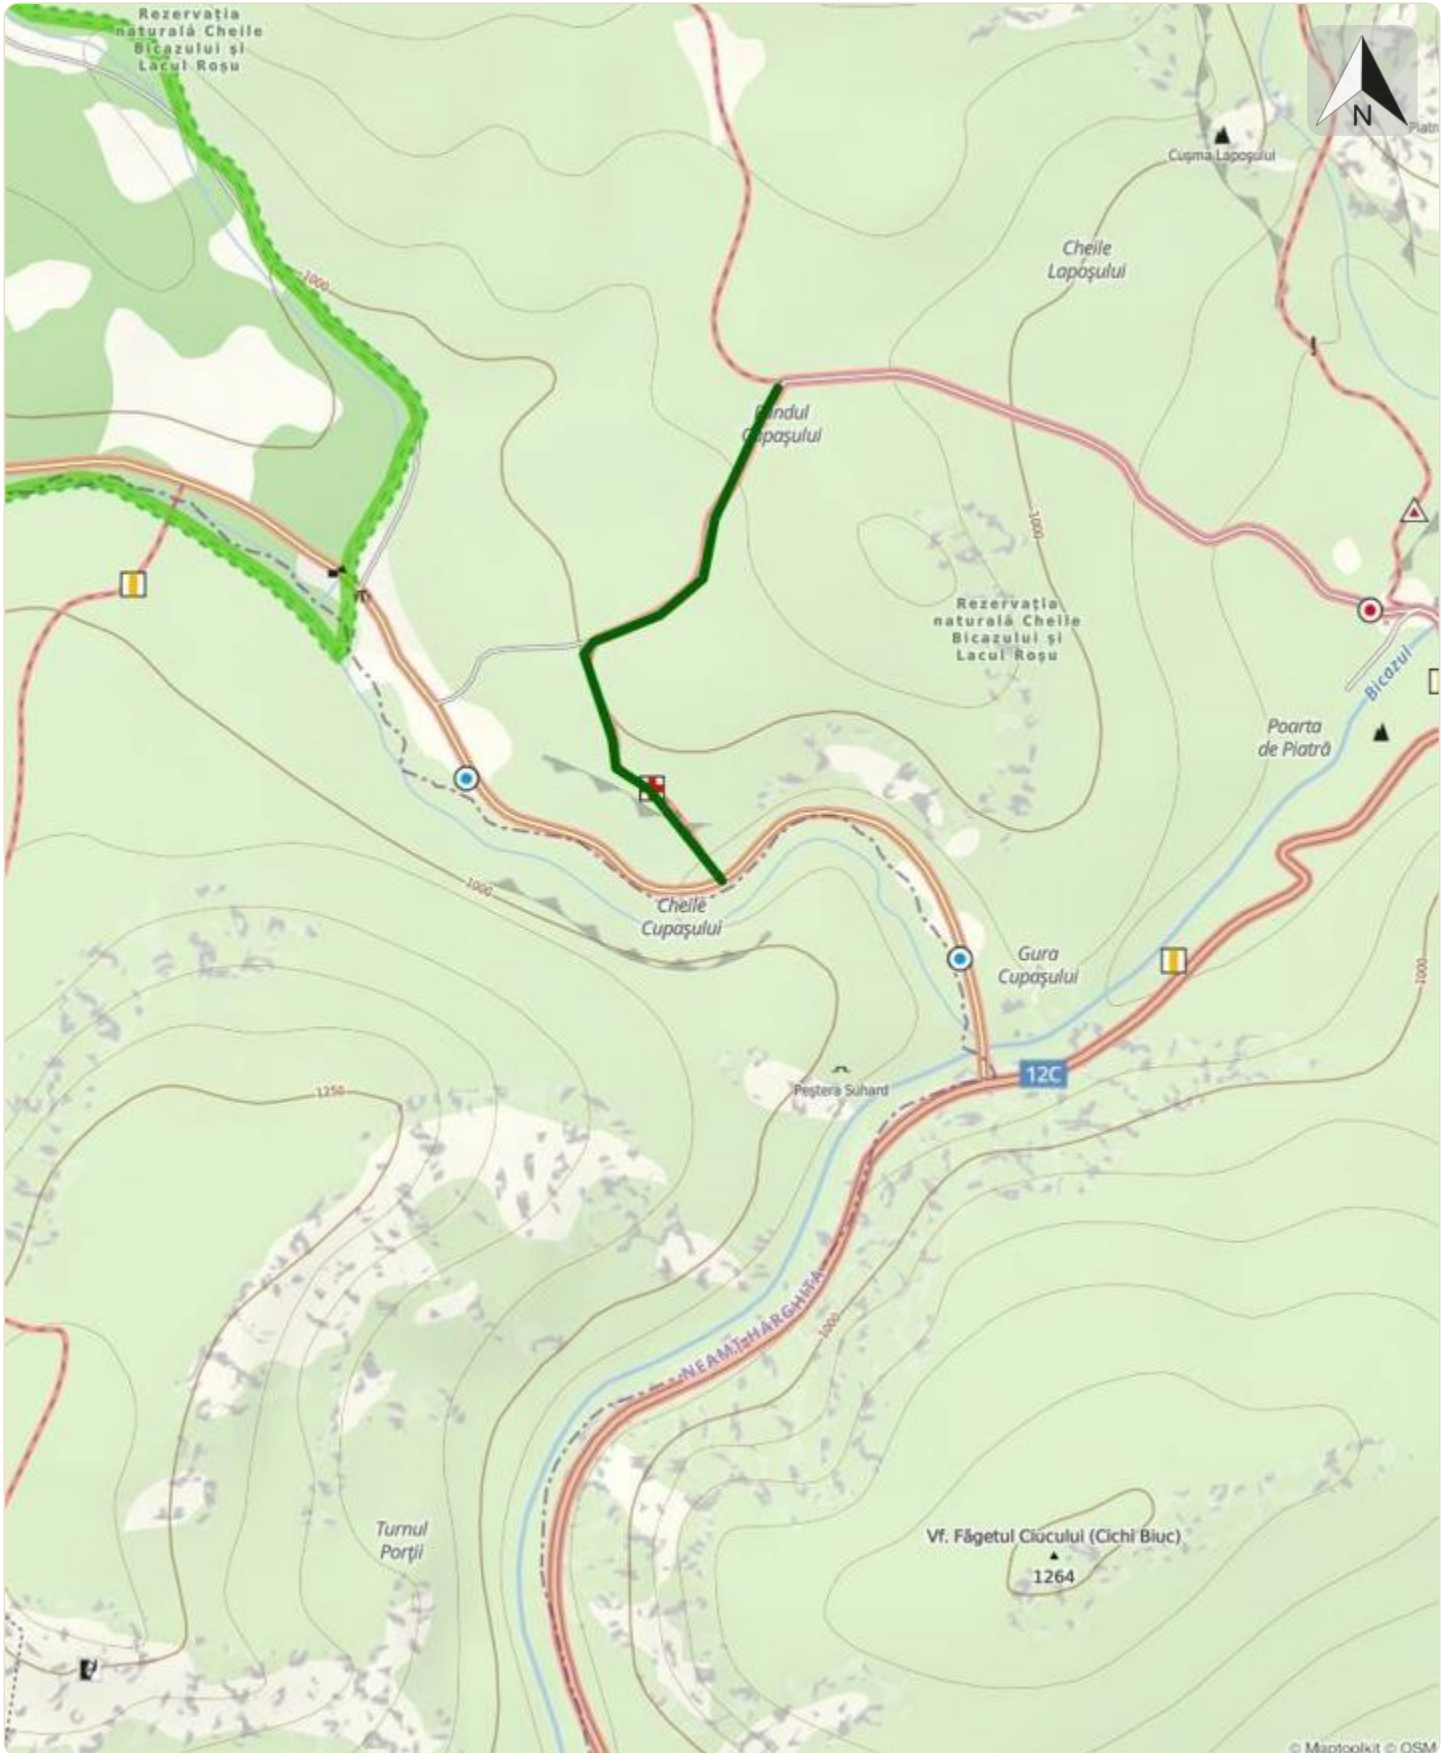 Rezervația
naturală Cheile
Bicazului și
Lacul Roșu
N
Cușma Lapoșului
Cheile
Lapoșului
1000
Fundul
Cupașului
1000
Rezervația
naturală Cheile
Bicazului și
Lacul Roșu
Bicazul
Poarta
de Piatră
1000
Cheile
Cupașului
Gura
Cupașului
1000
12C
Peștera Suhard
1250
NEAMȚ
HARGHITA
1000
Turnul
Porții
Vf. Făgetul Ciucului (Cichi Biuc)
1264
© Maptoolkit © OSM